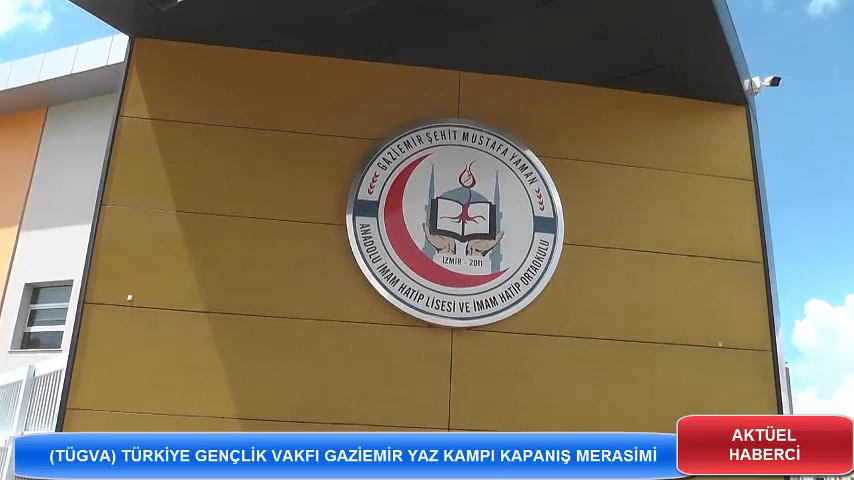 GAZİEMİR ŞEHİT MUSTAFA YAMAN
İZMİR - 2011
ANADOLU İMAM HATİP LİSESİ VE İMAM HATİP ORTAOKULU
(TÜGVA) TÜRKİYE GENÇLİK VAKFI GAZİEMİR YAZ KAMPI KAPANIŞ MERASİMİ
AKTÜEL
HABERCİ